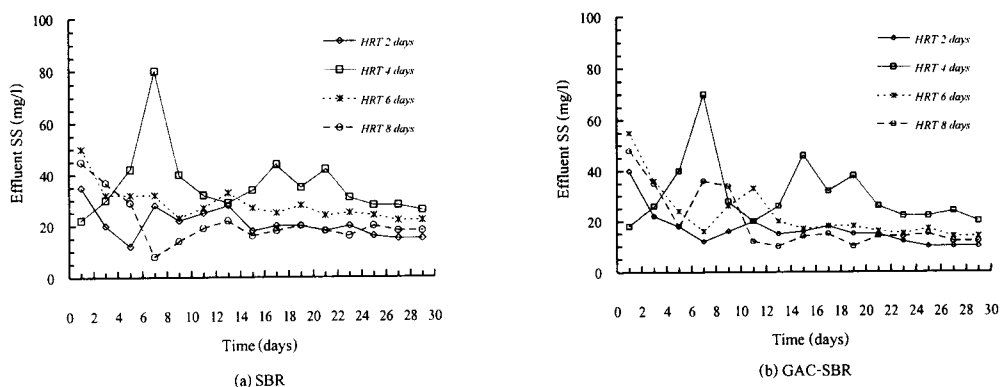 100
80
60
40
20
0
Effluent SS (mg/l)
HRT 2 days
HRT 4 days
HRT 6 days
HRT 8 days
0 2 4 6 8 10 12 14 16 18 20 22 24 26 28 30
Time (days)
(a) SBR
100
80
60
40
20
0
Effluent SS (mg/l)
HRT 2 days
HRT 4 days
HRT 6 days
HRT 8 days
0 2 4 6 8 10 12 14 16 18 20 22 24 26 28 30
Time (days)
(b) GAC-SBR